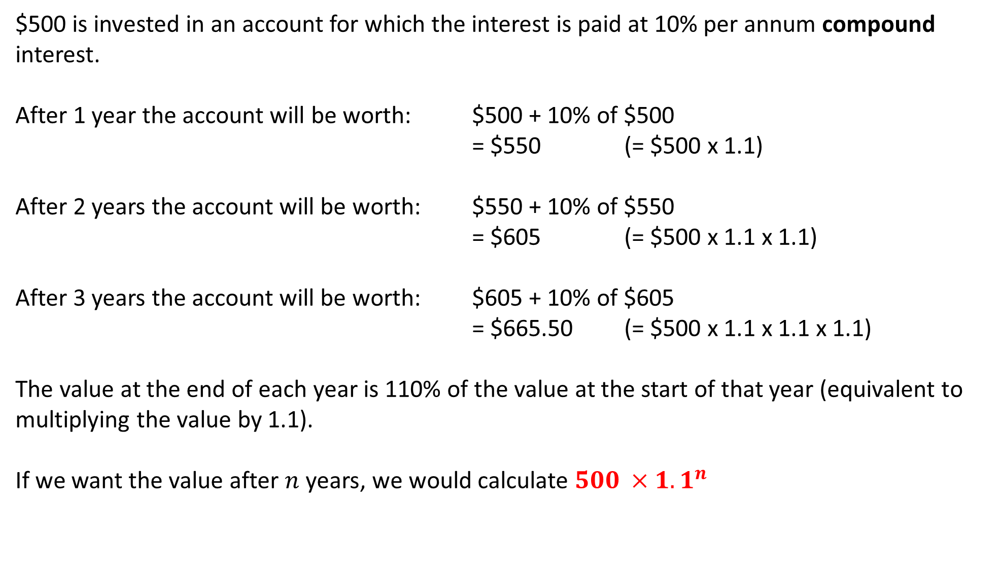 $500 is invested in an account for which the interest is paid at 10% per annum compound
interest.
After 1 year the account will be worth: $500 + 10% of $500
= $550 (= $500 x 1.1)
After 2 years the account will be worth: $550 + 10% of $550
= $605 (= $500 x 1.1 x 1.1)
After 3 years the account will be worth: $605 + 10% of $605
= $665.50 (= $500 x 1.1 x 1.1 x 1.1)
The value at the end of each year is 110% of the value at the start of that year (equivalent to
multiplying the value by 1.1).
If we want the value after n years, we would calculate 500 × 1.1ⁿ